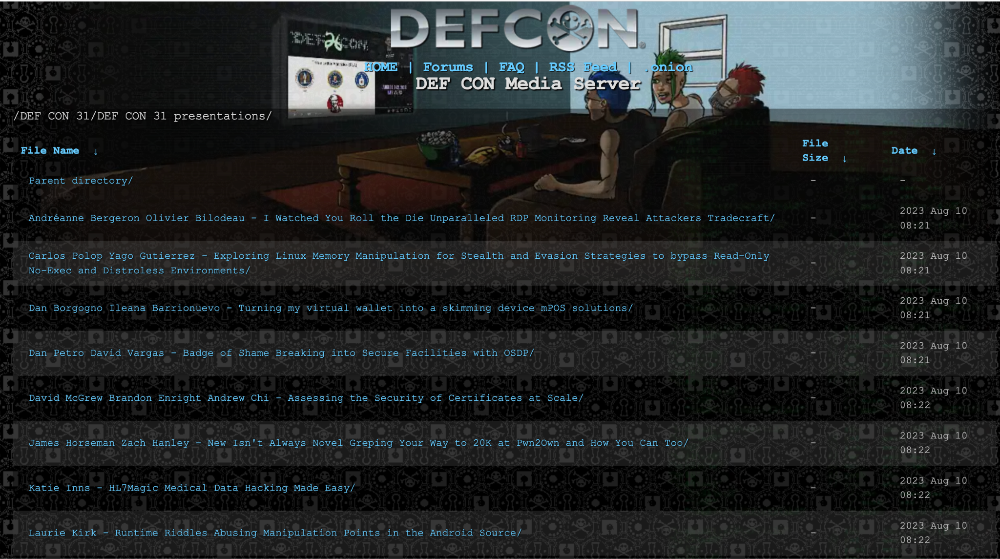 DEFCON
DEF CON
HOME | Forums | FAQ | RSS Feed | .onion
DEF CON Media Server
/DEF CON 31/DEF CON 31 presentations/
File Name ↓
File
Size ↓
Date ↓
Parent directory/ - -
Andréanne Bergeron Olivier Bilodeau - I Watched You Roll the Die Unparalleled RDP Monitoring Reveal Attackers Tradecraft/ -
2023 Aug 10
08:21
Carlos Polop Yago Gutierrez - Exploring Linux Memory Manipulation for Stealth and Evasion Strategies to bypass Read-Only
No-Exec and Distroless Environments/ -
2023 Aug 10
08:21
Dan Borgogno Ileana Barrionuevo - Turning my virtual wallet into a skimming device mPOS solutions/ -
2023 Aug 10
08:21
Dan Petro David Vargas - Badge of Shame Breaking into Secure Facilities with OSDP/ -
2023 Aug 10
08:21
David McGrew Brandon Enright Andrew Chi - Assessing the Security of Certificates at Scale/ -
2023 Aug 10
08:22
James Horseman Zach Hanley - New Isn't Always Novel Greping Your Way to 20K at Pwn2Own and How You Can Too/ -
2023 Aug 10
08:22
Katie Inns - HL7Magic Medical Data Hacking Made Easy/ -
2023 Aug 10
08:22
Laurie Kirk - Runtime Riddles Abusing Manipulation Points in the Android Source/ -
2023 Aug 10
08:22